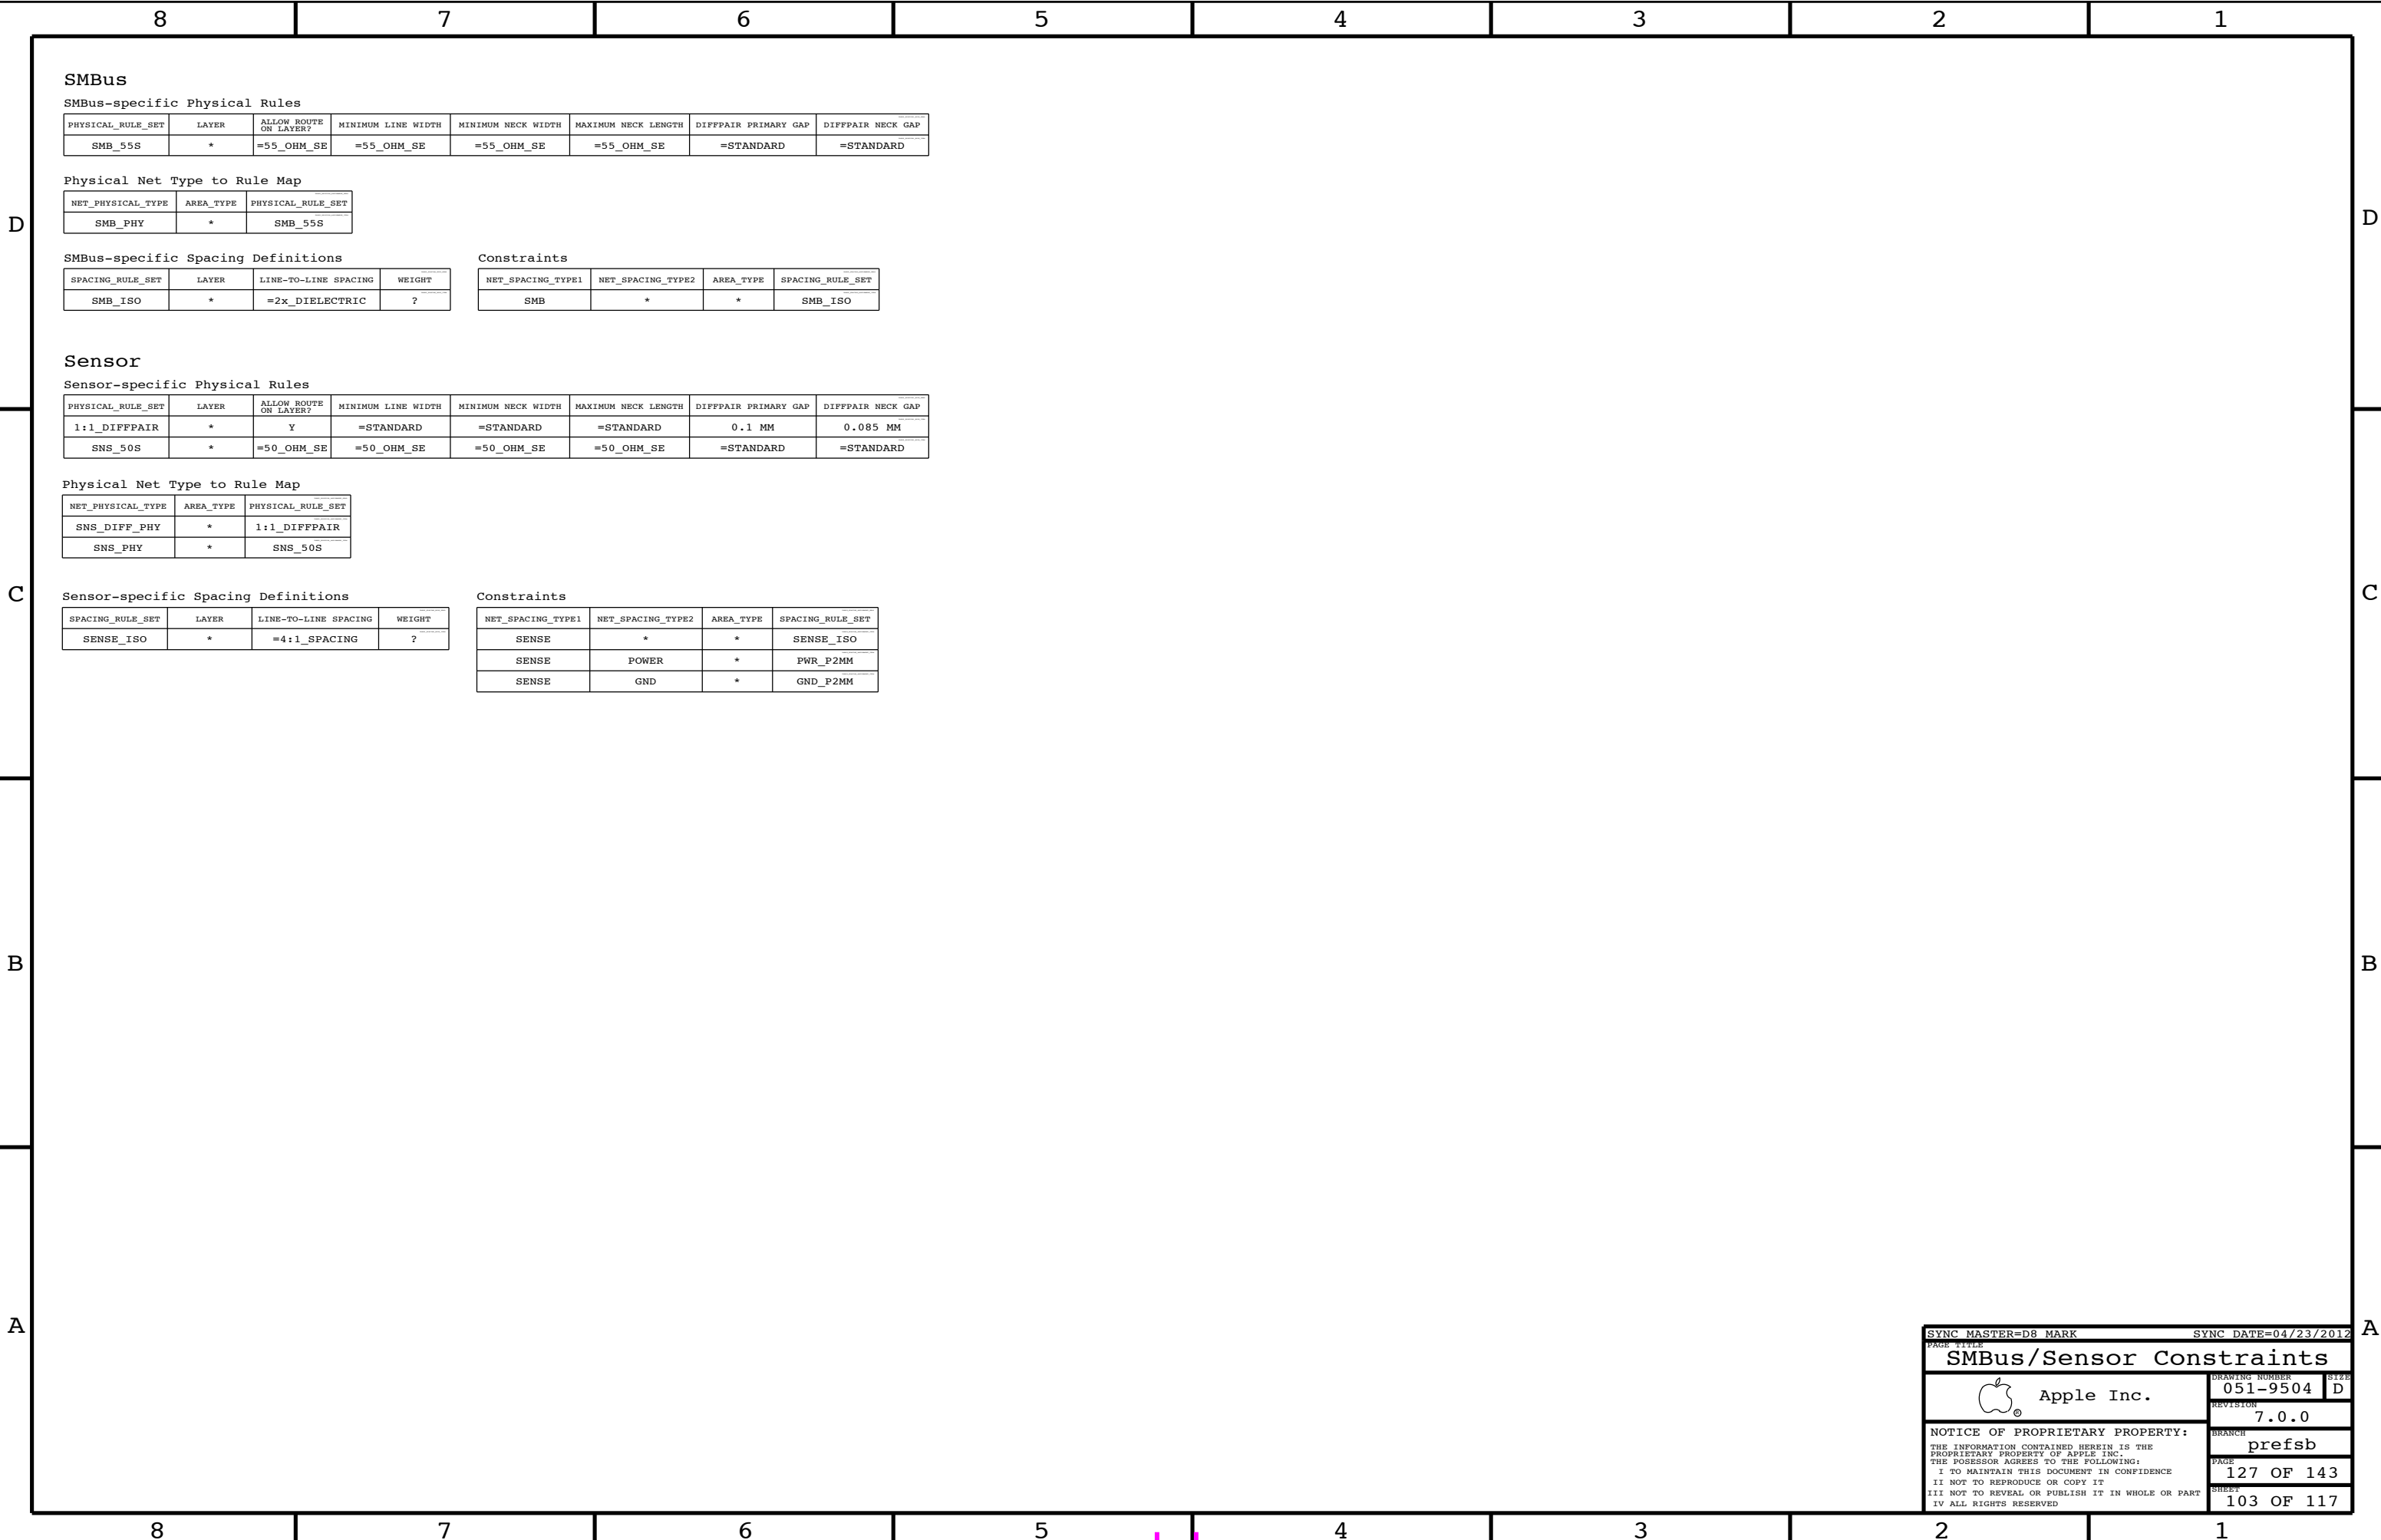 8 7 6 5 4 3 2 1
SMBus
SMBus-specific Physical Rules
PHYSICAL_RULE_SET LAYER ALLOW ROUTE ON LAYER? MINIMUM LINE WIDTH MINIMUM NECK WIDTH MAXIMUM NECK LENGTH DIFFPAIR PRIMARY GAP DIFFPAIR NECK GAP
SMB_55S * =55_OHM_SE =55_OHM_SE =55_OHM_SE =55_OHM_SE =STANDARD =STANDARD
Physical Net Type to Rule Map
NET_PHYSICAL_TYPE AREA_TYPE PHYSICAL_RULE_SET
SMB_PHY * SMB_55S
D D
SMBus-specific Spacing Definitions Constraints
SPACING_RULE_SET LAYER LINE-TO-LINE SPACING WEIGHT NET_SPACING_TYPE1 NET_SPACING_TYPE2 AREA_TYPE SPACING_RULE_SET
SMB_ISO * =2x_DIELECTRIC ? SMB * * SMB_ISO
Sensor
Sensor-specific Physical Rules
PHYSICAL_RULE_SET LAYER ALLOW ROUTE ON LAYER? MINIMUM LINE WIDTH MINIMUM NECK WIDTH MAXIMUM NECK LENGTH DIFFPAIR PRIMARY GAP DIFFPAIR NECK GAP
1:1_DIFFPAIR * Y =STANDARD =STANDARD =STANDARD 0.1 MM 0.085 MM
SNS_50S * =50_OHM_SE =50_OHM_SE =50_OHM_SE =50_OHM_SE =STANDARD =STANDARD
Physical Net Type to Rule Map
NET_PHYSICAL_TYPE AREA_TYPE PHYSICAL_RULE_SET
SNS_DIFF_PHY * 1:1_DIFFPAIR
SNS_PHY * SNS_50S
C C
Sensor-specific Spacing Definitions Constraints
SPACING_RULE_SET LAYER LINE-TO-LINE SPACING WEIGHT NET_SPACING_TYPE1 NET_SPACING_TYPE2 AREA_TYPE SPACING_RULE_SET
SENSE_ISO * =4:1_SPACING ? SENSE * * SENSE_ISO
SENSE POWER * PWR_P2MM
SENSE GND * GND_P2MM
B B
A A
SYNC MASTER=D8 MARK SYNC DATE=04/23/2012
PAGE TITLE
SMBus/Sensor Constraints
Apple Inc.
®
DRAWING NUMBER SIZE
051-9504 D
REVISION
7.0.0
BRANCH
prefsb
PAGE
127 OF 143
SHEET
103 OF 117
NOTICE OF PROPRIETARY PROPERTY:
THE INFORMATION CONTAINED HEREIN IS THE
PROPRIETARY PROPERTY OF APPLE INC.
THE POSESSOR AGREES TO THE FOLLOWING:
I TO MAINTAIN THIS DOCUMENT IN CONFIDENCE
II NOT TO REPRODUCE OR COPY IT
III NOT TO REVEAL OR PUBLISH IT IN WHOLE OR PART
IV ALL RIGHTS RESERVED
8 7 6 5 4 3 2 1